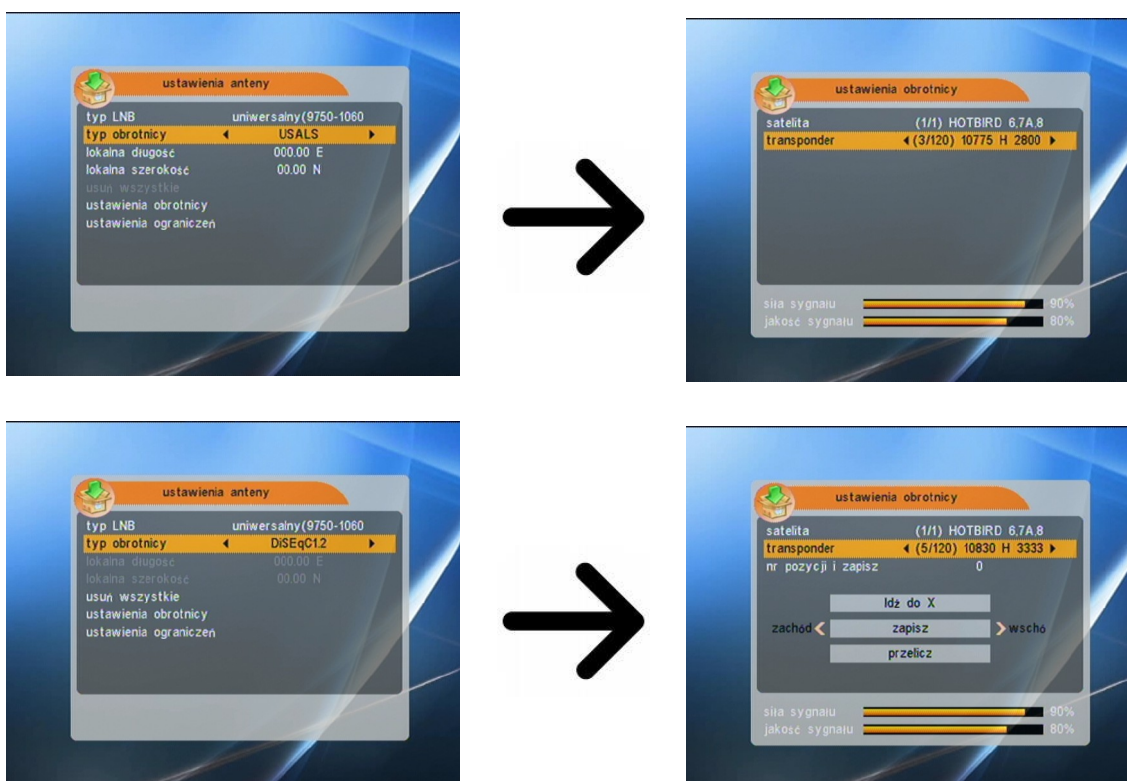 ustawienia anteny
typ LNB uniwersalny(9750-1060
typ obrotnicy USALS
lokalna długość 000.00 E
lokalna szerokość 00.00 N
usuń wszystkie
ustawienia obrotnicy
ustawienia ograniczeń
ustawienia obrotnicy
satelita (1/1) HOTBIRD 6,7A,8
transponder (3/120) 10775 H 2800
siła sygnału 90%
jakość sygnału 80%
ustawienia anteny
typ LNB uniwersalny(9750-1060
typ obrotnicy DiSEqC1.2
lokalna długość 000.00 E
lokalna szerokość 00.00 N
usuń wszystkie
ustawienia obrotnicy
ustawienia ograniczeń
ustawienia obrotnicy
satelita (1/1) HOTBIRD 6,7A,8
transponder (5/120) 10830 H 3333
nr pozycji i zapisz 0
Idź do X
zachód zapisz wschó
przelicz
siła sygnału 90%
jakość sygnału 80%